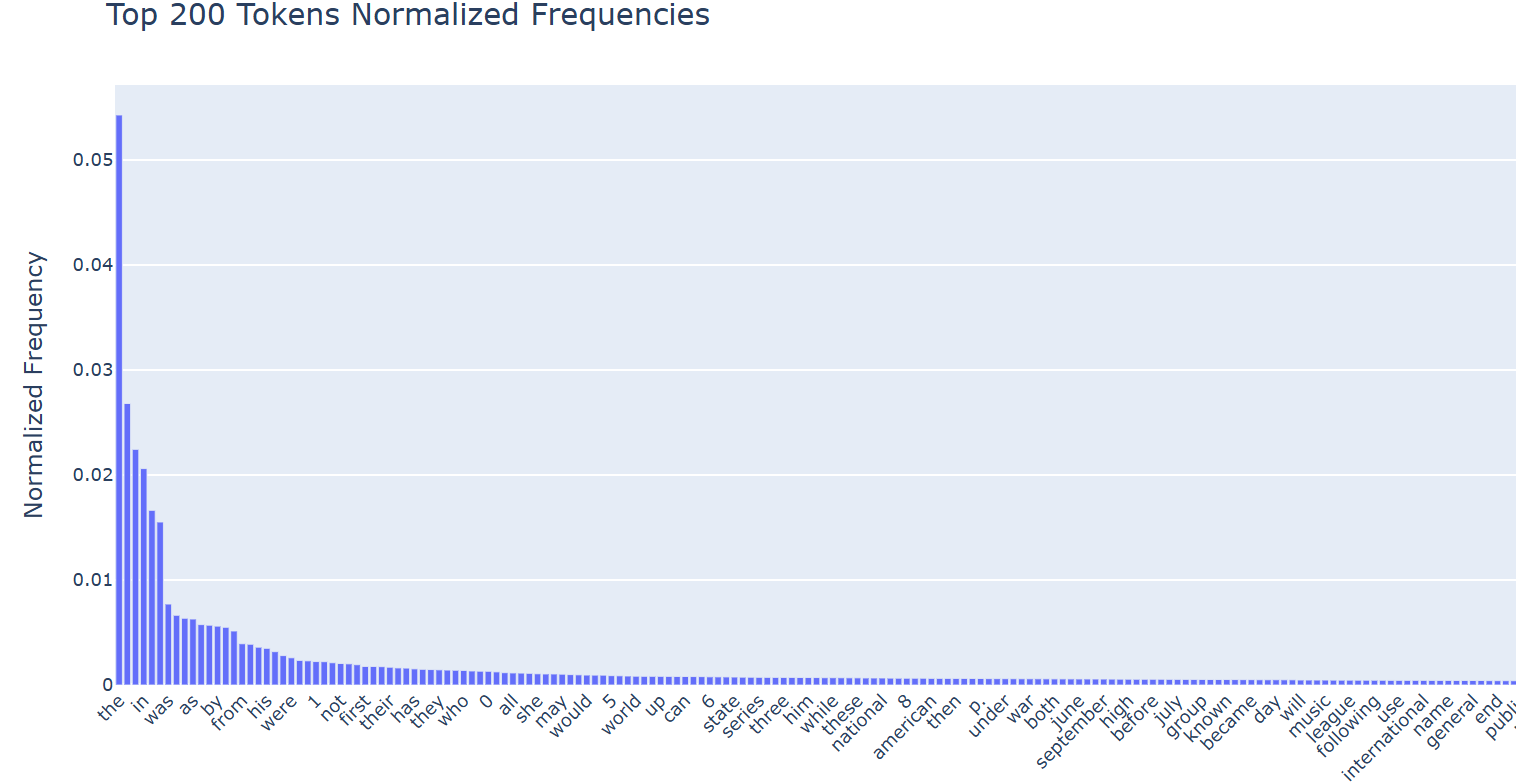 Top 200 Tokens Normalized Frequencies
Normalized Frequency
0.05
0.04
0.03
0.02
0.01
0
the
in
was
as
by
from
his
were
1
not
first
their
has
they
who
0
all
she
may
would
5
world
up
can
6
state
series
three
him
while
these
national
8
american
then
p.
under
war
both
june
september
high
before
july
group
known
became
day
will
music
league
following
use
international
name
general
end
publi